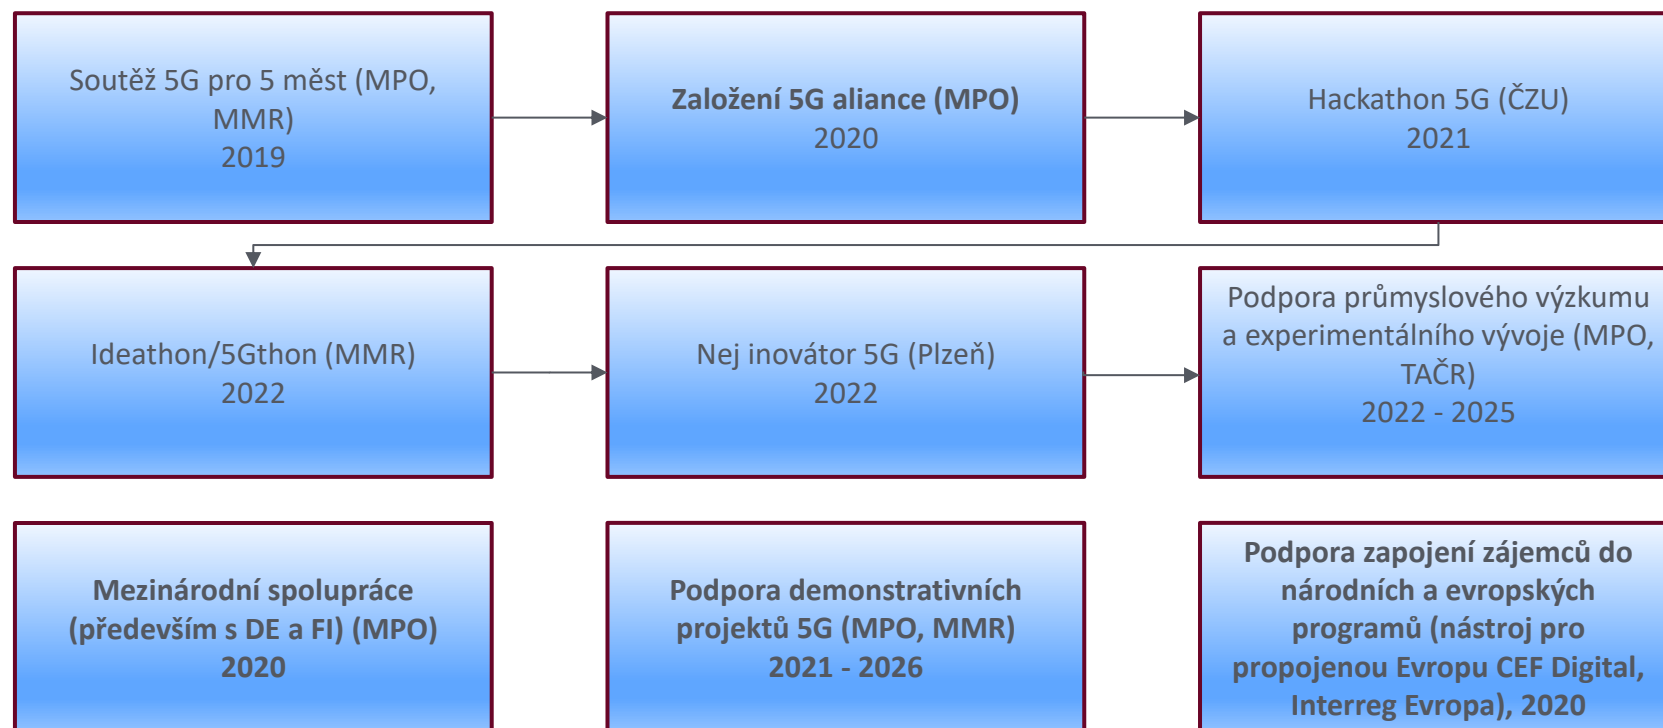 Soutěž 5G pro 5 měst (MPO,
MMR)
2019
Založení 5G aliance (MPO)
2020
Hackathon 5G (ČZU)
2021
Ideathon/5Gthon (MMR)
2022
Nej inovátor 5G (Plzeň)
2022
Podpora průmyslového výzkumu
a experimentálního vývoje (MPO,
TAČR)
2022 - 2025
Mezinárodní spolupráce
(především s DE a FI) (MPO)
2020
Podpora demonstrativních
projektů 5G (MPO, MMR)
2021 - 2026
Podpora zapojení zájemců do
národních a evropských
programů (nástroj pro
propojenou Evropu CEF Digital,
Interreg Evropa), 2020